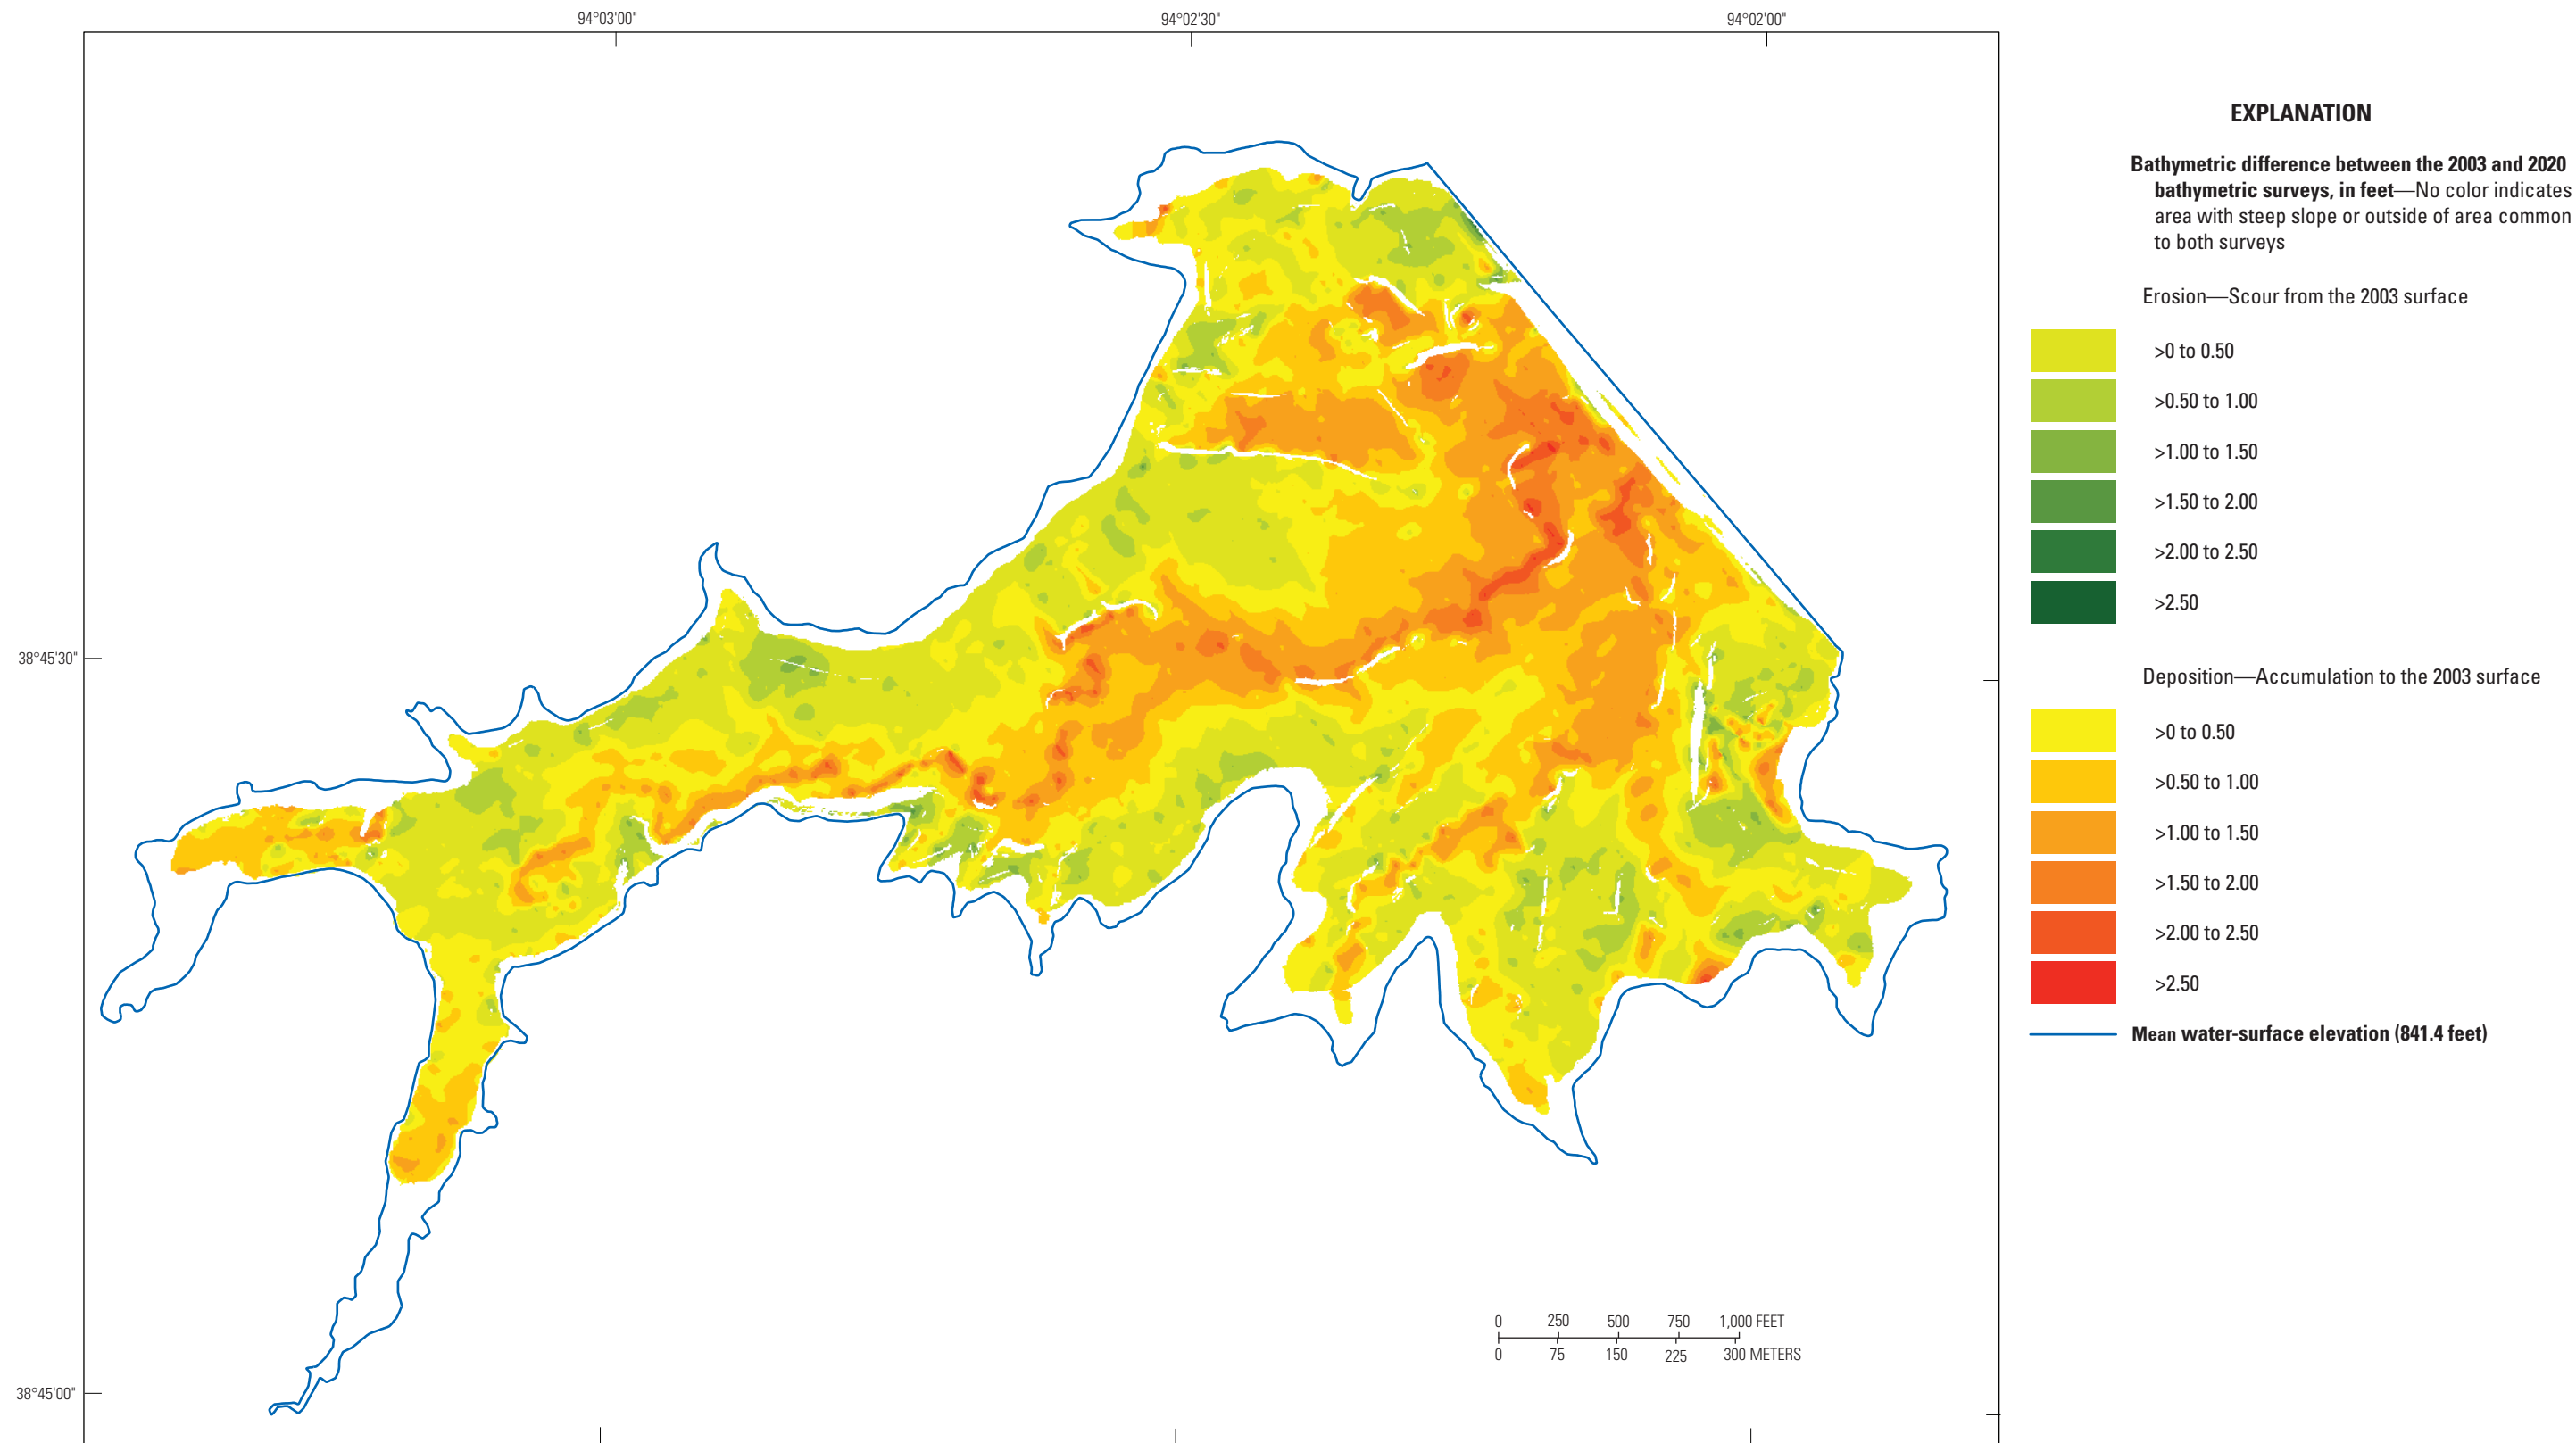 94°03'00"
94°02'30"
94°02'00"
EXPLANATION
Bathymetric difference between the 2003 and 2020
bathymetric surveys, in feet—No color indicates
area with steep slope or outside of area common
to both surveys
Erosion—Scour from the 2003 surface
>0 to 0.50
>0.50 to 1.00
>1.00 to 1.50
>1.50 to 2.00
>2.00 to 2.50
>2.50
38°45'30"
Deposition—Accumulation to the 2003 surface
>0 to 0.50
>0.50 to 1.00
>1.00 to 1.50
>1.50 to 2.00
>2.00 to 2.50
>2.50
Mean water-surface elevation (841.4 feet)
0 250 500 750 1,000 FEET
0 75 150 225 300 METERS
38°45'00"